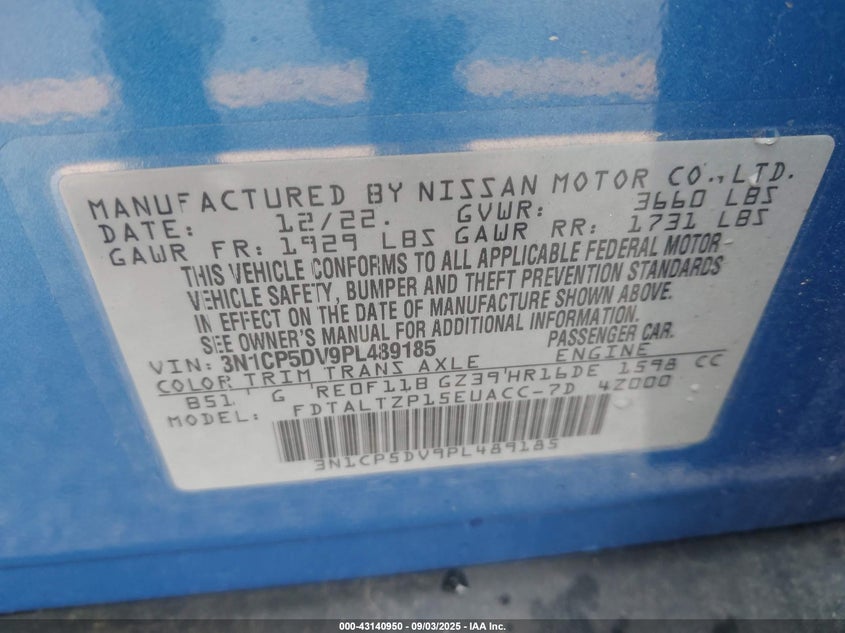 MANUFACTURED BY NISSAN MOTOR CO., LTD.
DATE: 12/22. GVWR: 3660 LBS
GAWR FR: 1929 LBS GAWR RR: 1731 LBS
THIS VEHICLE CONFORMS TO ALL APPLICABLE FEDERAL MOTOR
VEHICLE SAFETY, BUMPER AND THEFT PREVENTION STANDARDS
IN EFFECT ON THE DATE OF MANUFACTURE SHOWN ABOVE.
SEE OWNER'S MANUAL FOR ADDITIONAL INFORMATION.
VIN: 3N1CP5DV9PL489185 PASSENGER CAR.
COLOR TRIM TRANS AXLE ENGINE
B51 G RE0F11B GZ39 HR16DE 1598 CC
MODEL: FDTALTZP15EUACC-7D 4Z000
3N1CP5DV9PL489185
000-43140950 - 09/03/2025 - IAA Inc.